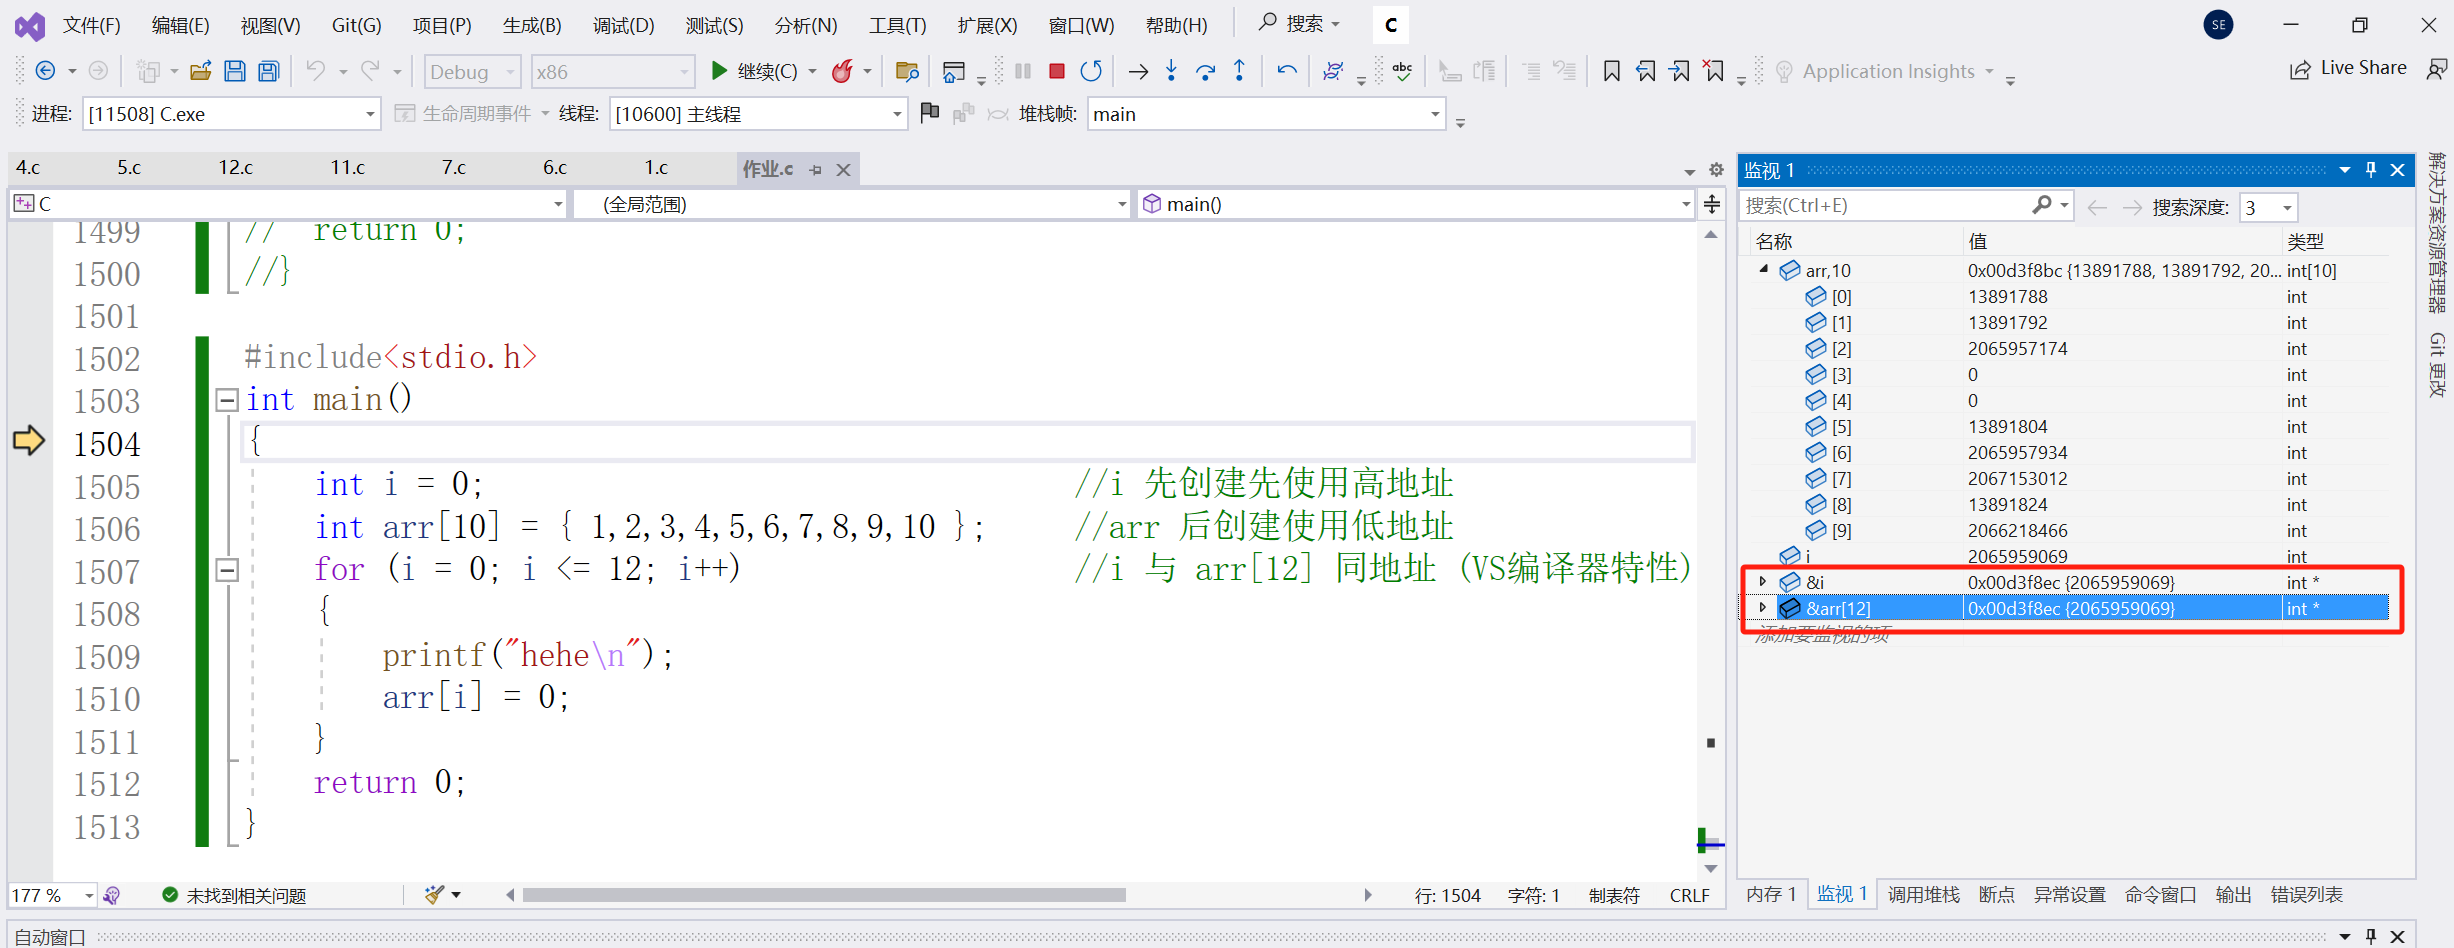 文件(F) 编辑(E) 视图(V) Git(G) 项目(P) 生成(B) 调试(D) 测试(S) 分析(N) 工具(T) 扩展(X) 窗口(W) 帮助(H) 搜索 C SE
Debug x86 继续(C) abc Application Insights Live Share
进程: [11508] C.exe 生命周期事件 线程: [10600] 主线程 堆栈帧: main
4.c 5.c 12.c 11.c 7.c 6.c 1.c 作业.c
C (全局范围) main()
1499 // return 0;
1500 //}
1501
1502 #include<stdio.h>
1503 int main()
1504 {
1505 int i = 0; //i 先创建先使用高地址
1506 int arr[10] = { 1,2,3,4,5,6,7,8,9,10 }; //arr 后创建使用低地址
1507 for (i = 0; i <= 12; i++) //i 与 arr[12] 同地址 (VS编译器特性)
1508 {
1509 printf("hehe\n");
1510 arr[i] = 0;
1511 }
1512 return 0;
1513 }
177 % 未找到相关问题 行: 1504 字符: 1 制表符 CRLF
监视 1
搜索(Ctrl+E) 搜索深度: 3
名称 值 类型
arr,10 0x00d3f8bc {13891788, 13891792, 20... int[10]
[0] 13891788 int
[1] 13891792 int
[2] 2065957174 int
[3] 0 int
[4] 0 int
[5] 13891804 int
[6] 2065957934 int
[7] 2067153012 int
[8] 13891824 int
[9] 2066218466 int
i 2065959069 int
&i 0x00d3f8ec {2065959069} int *
&arr[12] 0x00d3f8ec {2065959069} int *
添加要监视的项
内存 1 监视 1 调用堆栈 断点 异常设置 命令窗口 输出 错误列表
解决方案资源管理器
Git 更改
自动窗口